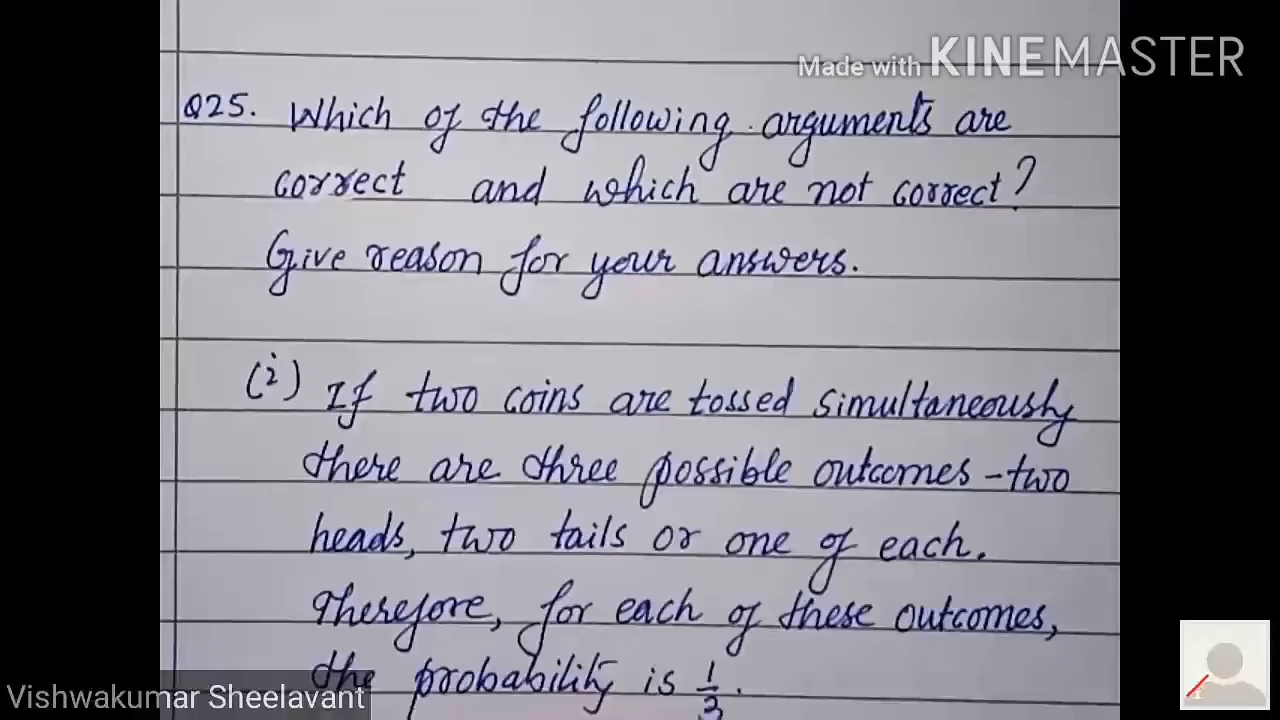 Made with KINEMASTER
Q25. Which of the following arguments are
correct and which are not correct?
Give reason for your answers.
(i) If two coins are tossed simultaneously
there are three possible outcomes - two
heads, two tails or one of each.
Therefore, for each of these outcomes,
the probability is 1/3.
Vishwakumar Sheelavant